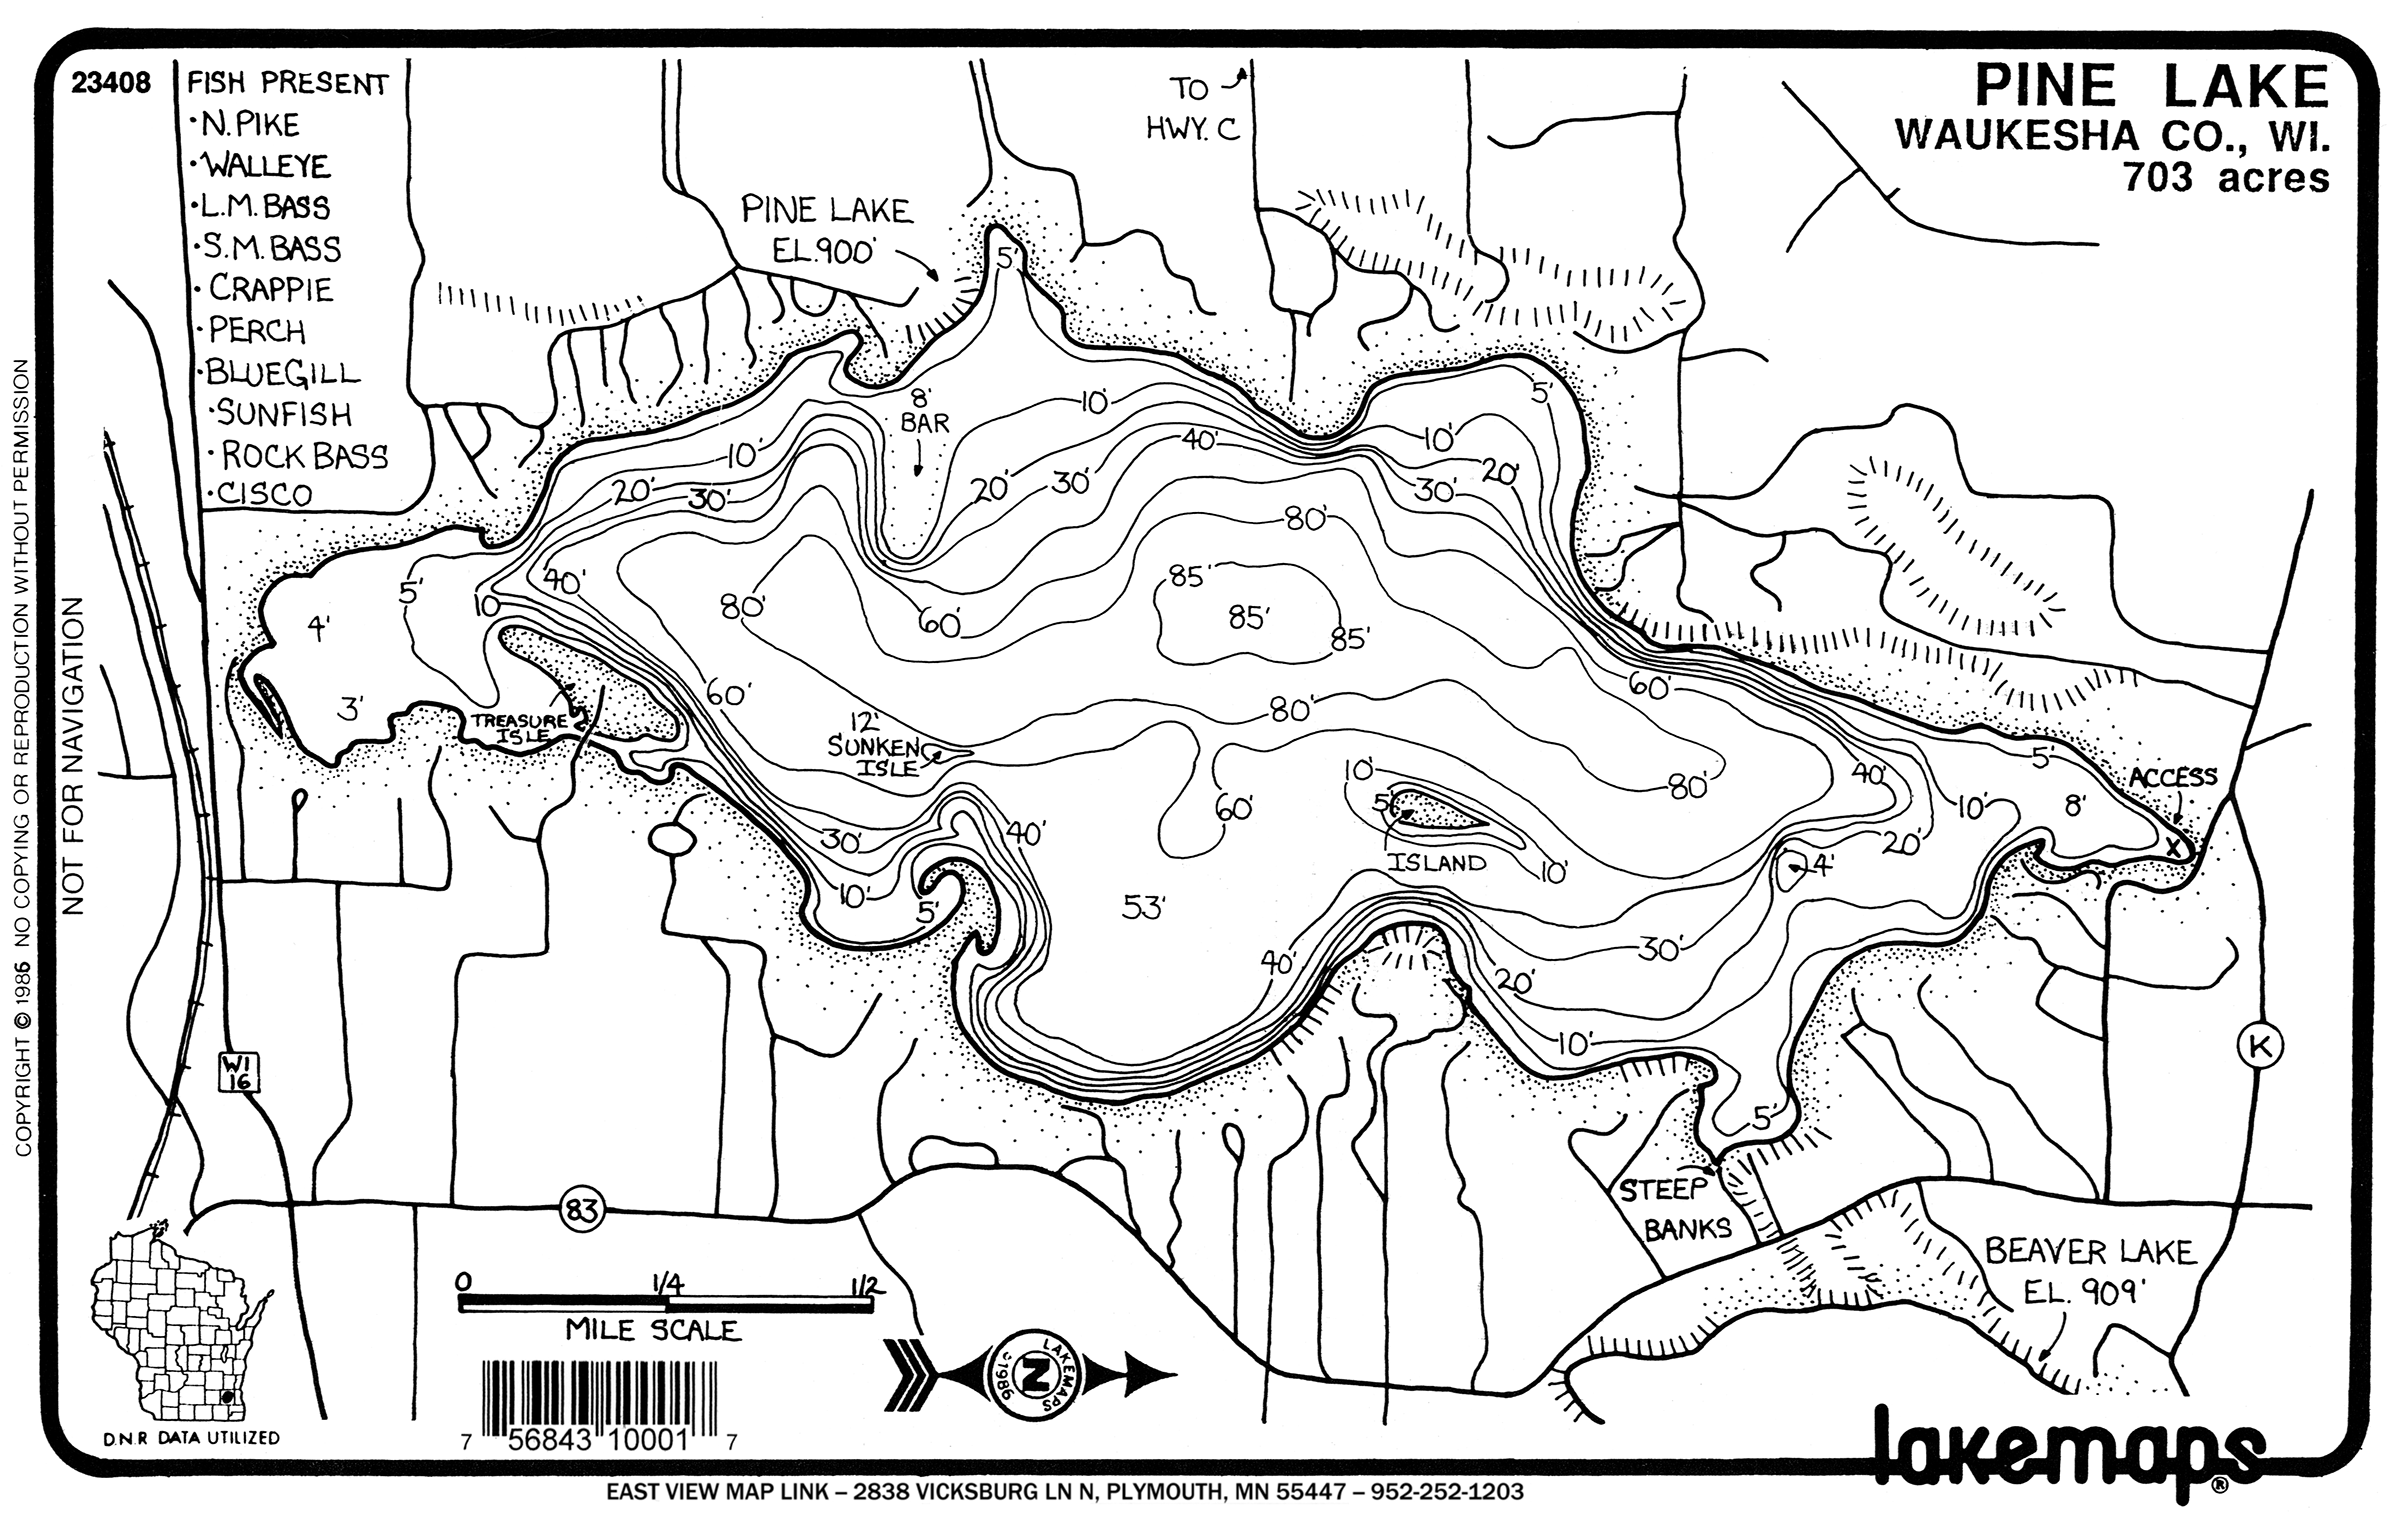 23408
FISH PRESENT
·N.PIKE
·WALLEYE
·L.M.BASS
·S.M.BASS
·CRAPPIE
·PERCH
·BLUEGILL
·SUNFISH
·ROCK BASS
·CISCO
TO
HWY. C
PINE LAKE
WAUKESHA CO., WI.
703 acres
PINE LAKE
EL.900'
5'
8'
BAR
10'
5'
10'
40'
10'
20'
20'
30'
20'
30'
30'
80'
5'
40'
10
80'
60'
85'
85'
85'
4'
3'
TREASURE
ISLE
60'
60'
12'
SUNKEN
ISLE
80'
80'
5'
ACCESS
10'
5'
ISLAND
10'
60'
40'
10'
8'
20'
4'
30'
40'
10'
5'
53'
40'
20'
30'
10'
5'
STEEP
BANKS
WI
16
83
K
BEAVER LAKE
EL. 909'
0 1/4 1/2
MILE SCALE
7 56843 10001 7
LAKEMAPS
©1986
N
D.N.R DATA UTILIZED
lakemaps®
NOT FOR NAVIGATION
COPYRIGHT © 1986 NO COPYING OR REPRODUCTION WITHOUT PERMISSION
EAST VIEW MAP LINK – 2838 VICKSBURG LN N, PLYMOUTH, MN 55447 – 952-252-1203